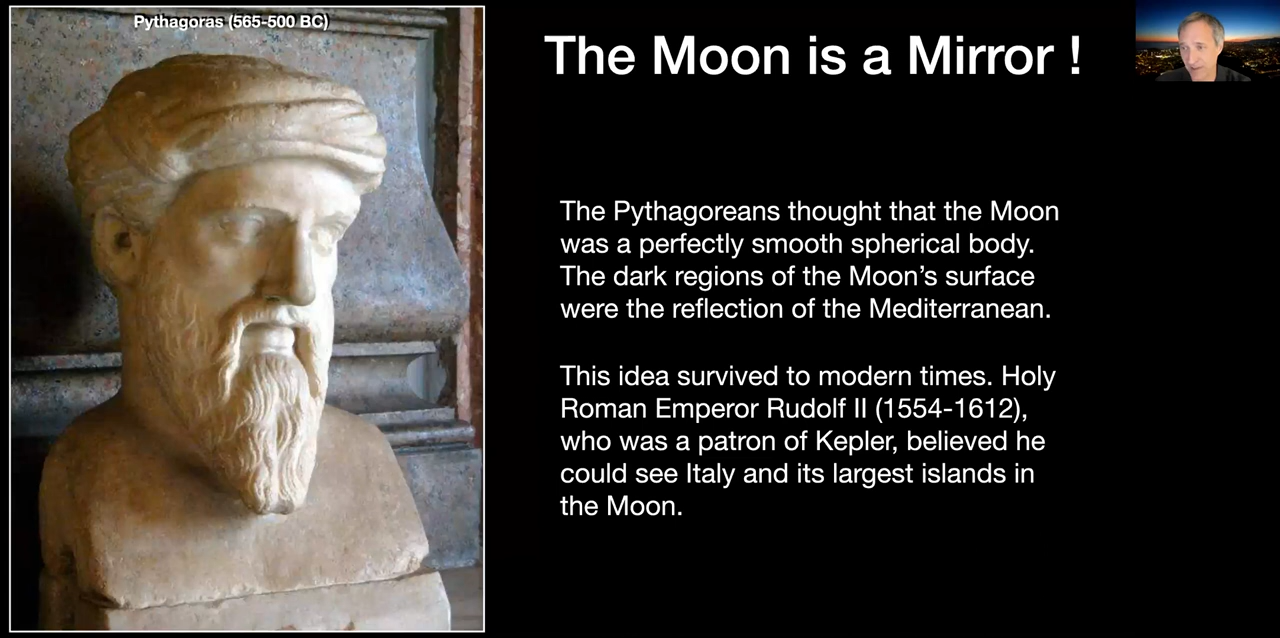 Pythagoras (565-500 BC)
The Moon is a Mirror !
The Pythagoreans thought that the Moon
was a perfectly smooth spherical body.
The dark regions of the Moon’s surface
were the reflection of the Mediterranean.
This idea survived to modern times. Holy
Roman Emperor Rudolf II (1554-1612),
who was a patron of Kepler, believed he
could see Italy and its largest islands in
the Moon.